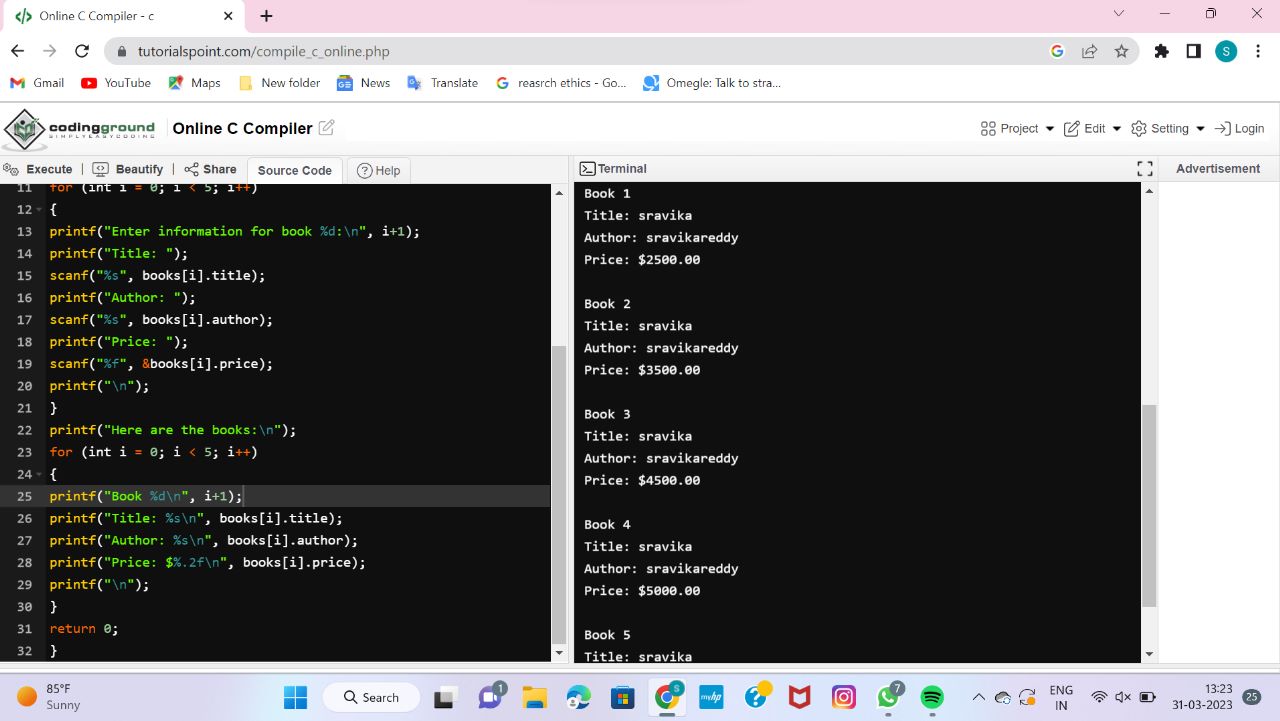 Online C Compiler - c
tutorialspoint.com/compile_c_online.php
S
Gmail
YouTube
Maps
New folder
News
Translate
reasrch ethics - Go...
Omegle: Talk to stra...
codingground
SIMPLYEASYCODING
Online C Compiler
Project
Edit
Setting
Login
Execute | Beautify | Share Source Code Help
11 for (int i = 0; i < 5; i++)
12 {
13 printf("Enter information for book %d:\n", i+1);
14 printf("Title: ");
15 scanf("%s", books[i].title);
16 printf("Author: ");
17 scanf("%s", books[i].author);
18 printf("Price: ");
19 scanf("%f", &books[i].price);
20 printf("\n");
21 }
22 printf("Here are the books:\n");
23 for (int i = 0; i < 5; i++)
24 {
25 printf("Book %d\n", i+1);
26 printf("Title: %s\n", books[i].title);
27 printf("Author: %s\n", books[i].author);
28 printf("Price: $%.2f\n", books[i].price);
29 printf("\n");
30 }
31 return 0;
32 }
Terminal
Book 1
Title: sravika
Author: sravikareddy
Price: $2500.00
Book 2
Title: sravika
Author: sravikareddy
Price: $3500.00
Book 3
Title: sravika
Author: sravikareddy
Price: $4500.00
Book 4
Title: sravika
Author: sravikareddy
Price: $5000.00
Book 5
Title: sravika
Advertisement
85°F
Sunny
Search
1
myhp
S
7
ENG
IN
13:23
31-03-2023
25